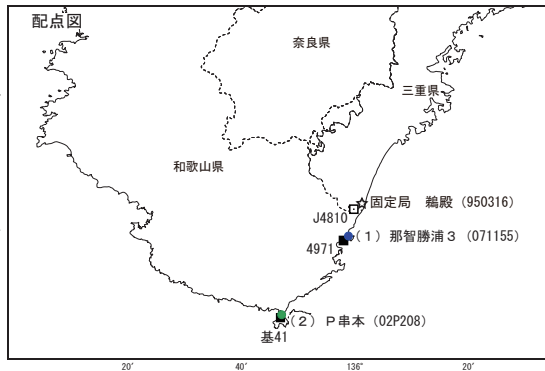 配点図
奈良県
三重県
和歌山県
固定局 鵜殿（950316）
J4810
（１）那智勝浦３（071155）
4971
（２）Ｐ串本（02P208）
基41
20′ 40′ 136° 20′